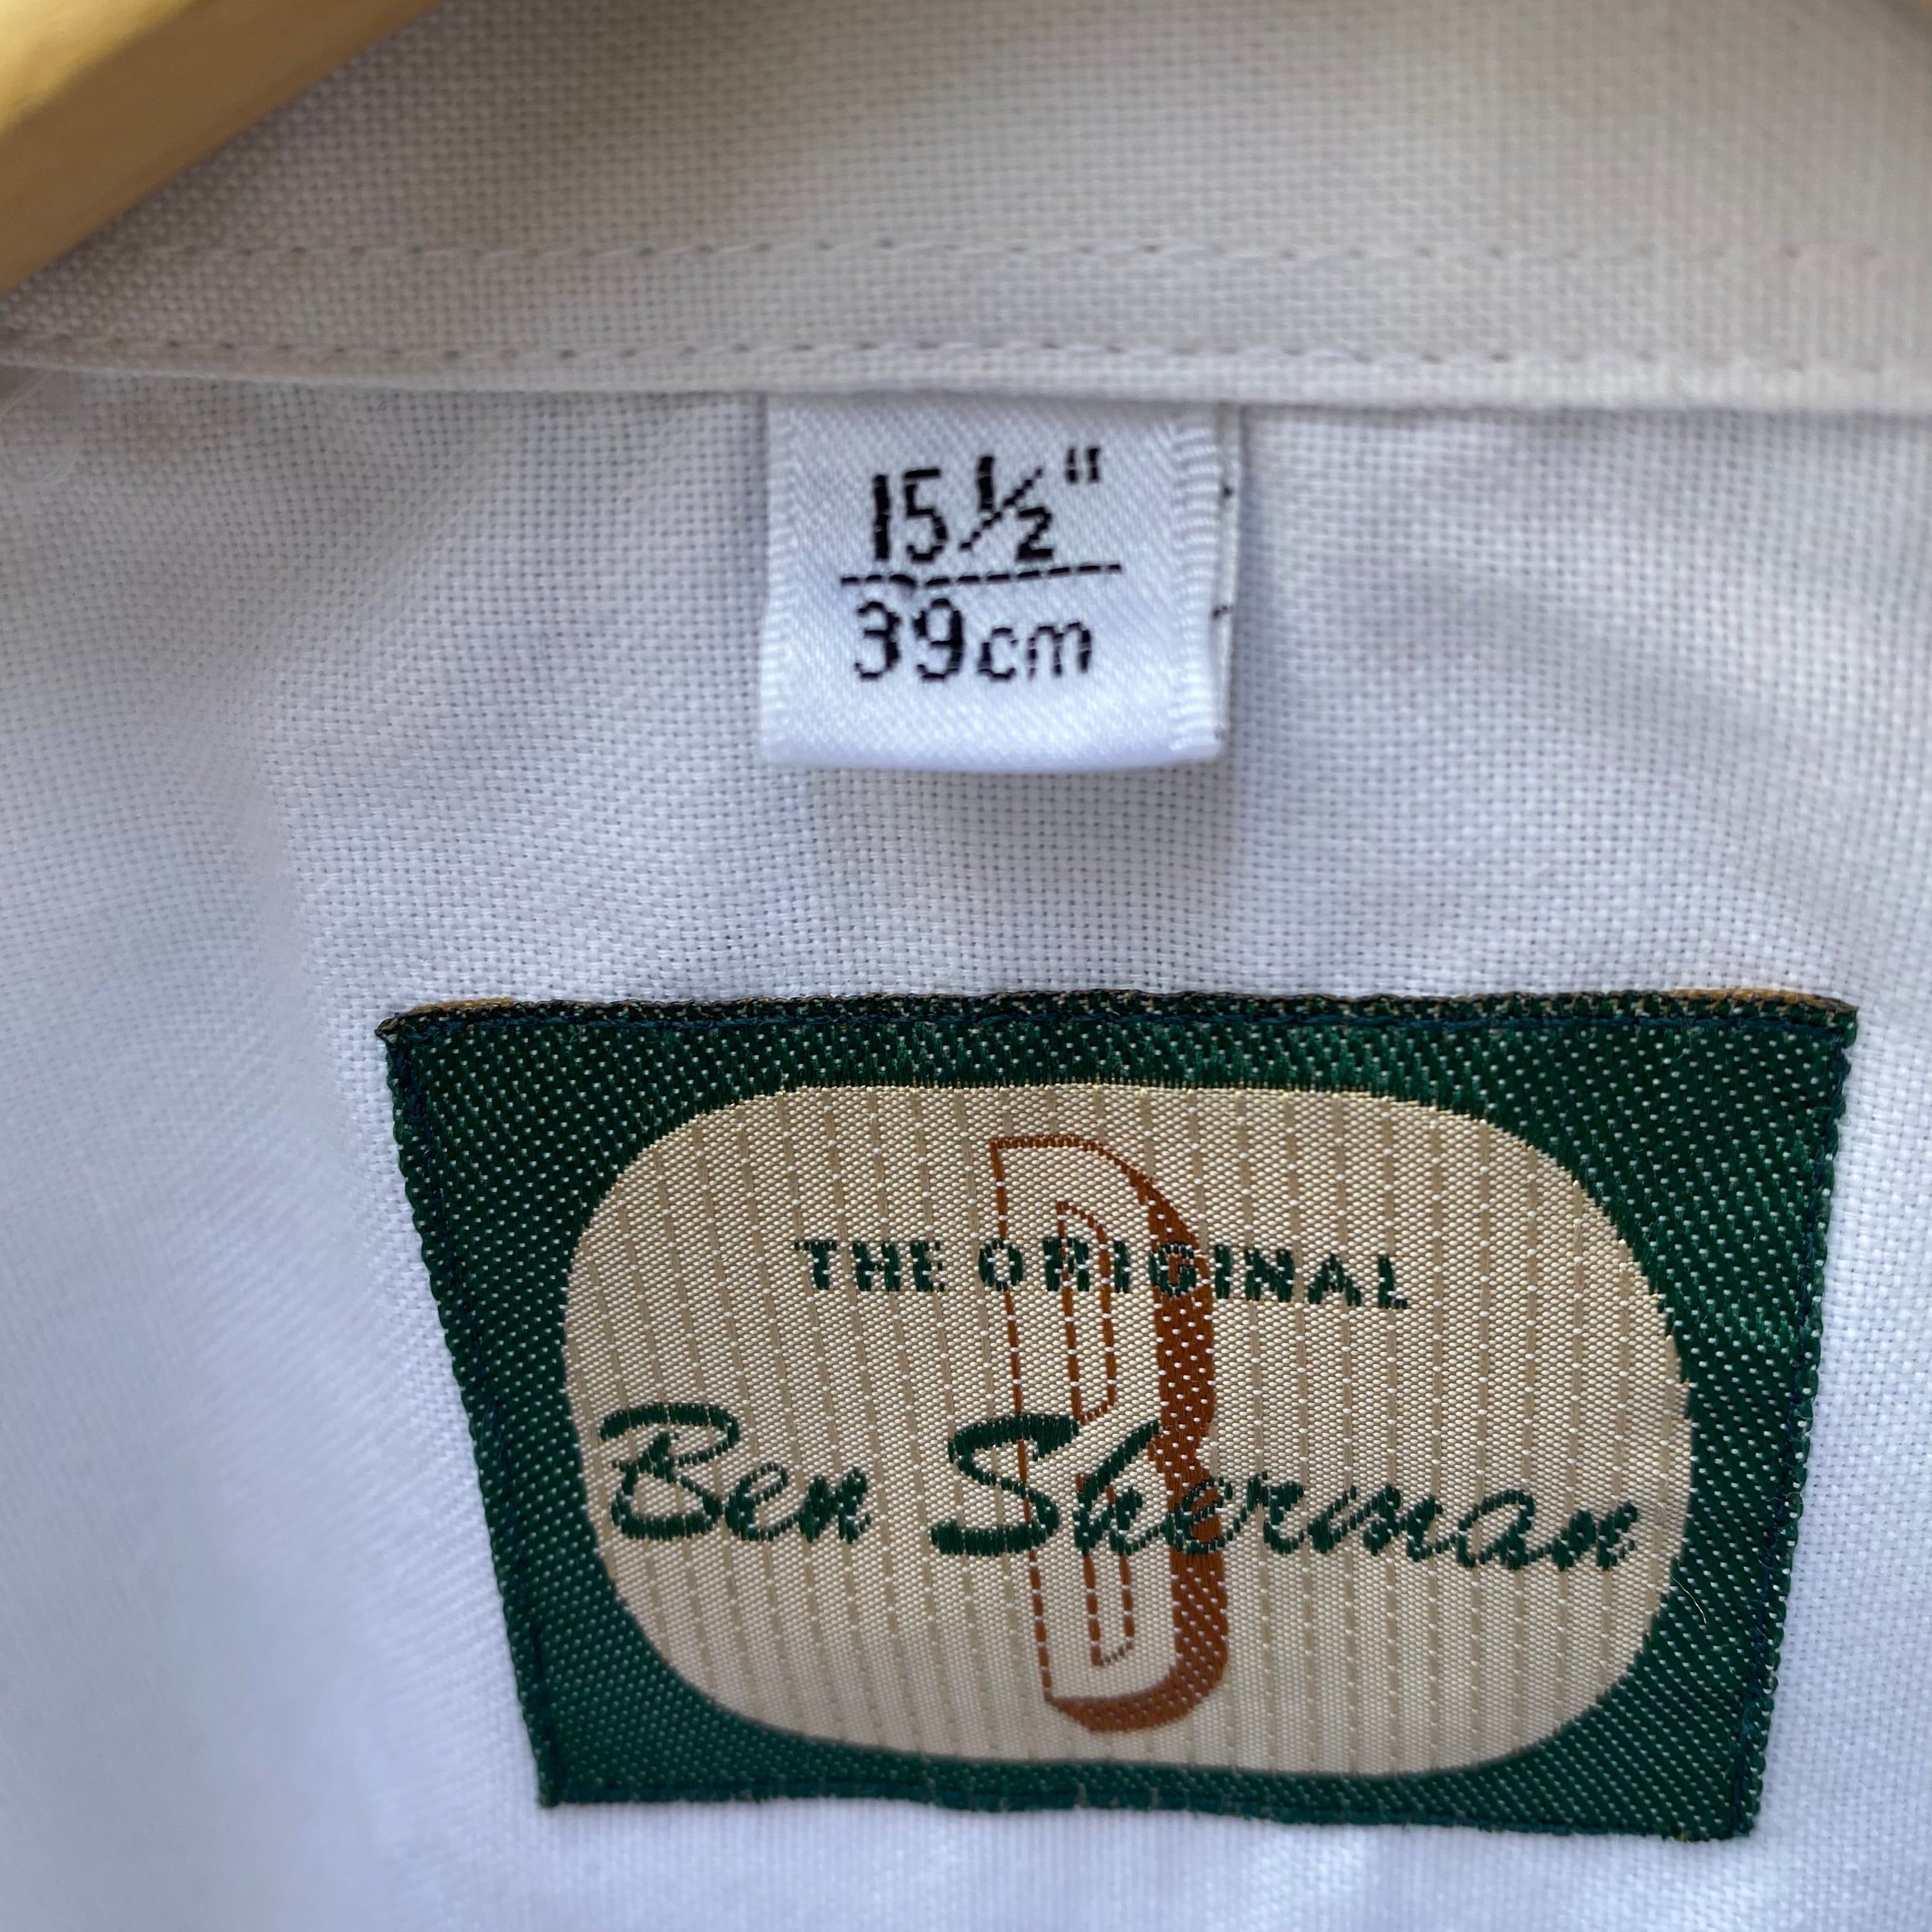 15½"
39cm
THE ORIGINAL
Ben Sherman